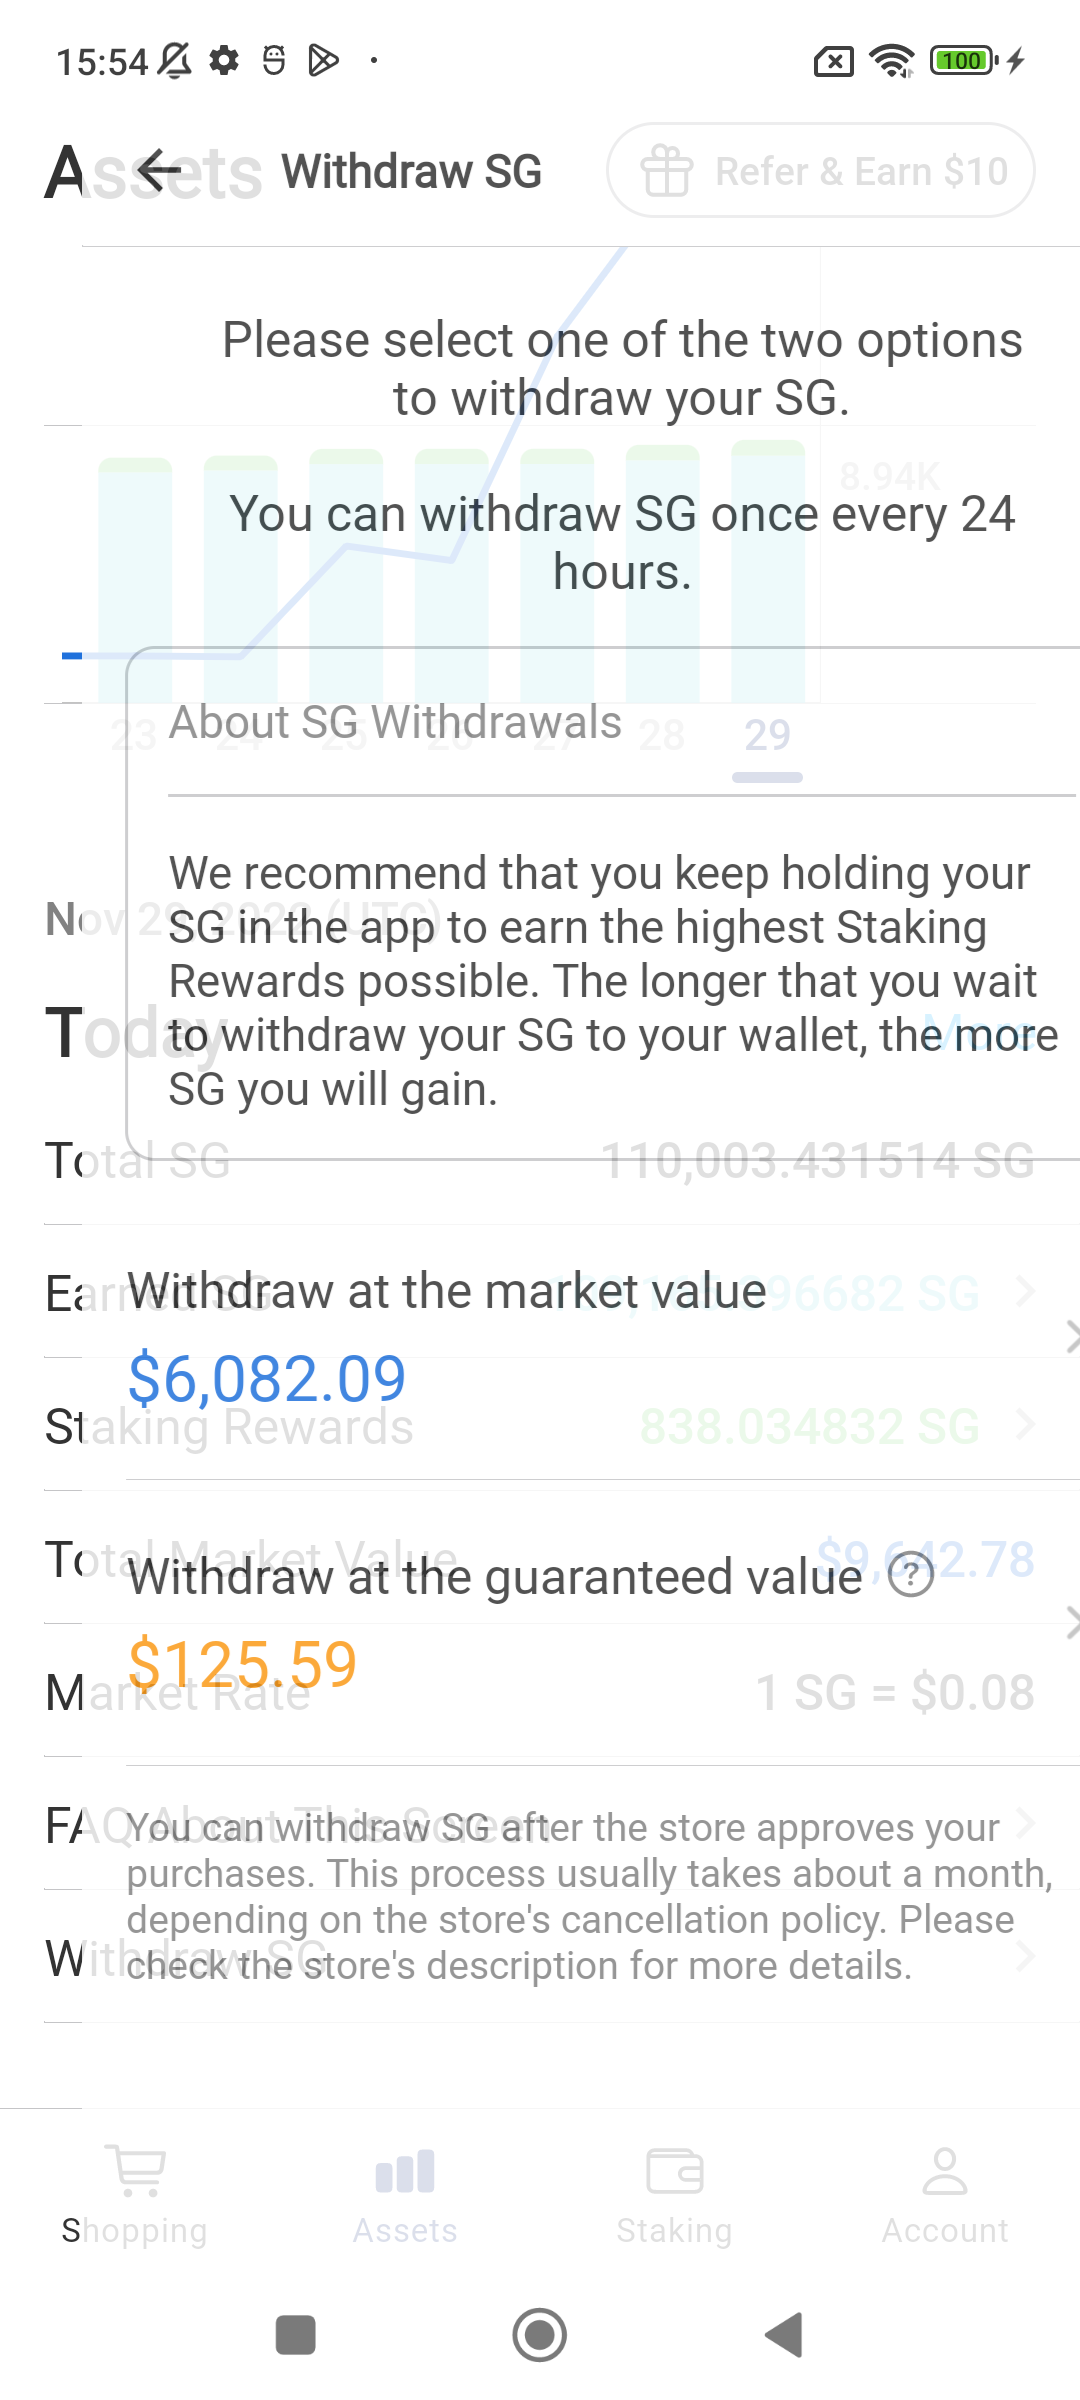 15:54
100
Assets
Withdraw SG
Refer & Earn $10
Please select one of the two options
to withdraw your SG.
8.94K
You can withdraw SG once every 24
hours.
About SG Withdrawals
23 24 25 26 27 28 29
We recommend that you keep holding your
Nov 29, 2022 (UTC)
SG in the app to earn the highest Staking
Rewards possible. The longer that you wait
Today
More
to withdraw your SG to your wallet, the more
SG you will gain.
Total SG 110,003.431514 SG
Earned SG SG
Withdraw at the market value
$6,082.09
Staking Rewards 838.034832 SG
Total Market Value $9,642.78
Withdraw at the guaranteed value ?
$125.59
Market Rate 1 SG = $0.08
FAQ About This Screen
You can withdraw SG after the store approves your
purchases. This process usually takes about a month,
depending on the store's cancellation policy. Please
Withdraw SG
check the store's description for more details.
Shopping Assets Staking Account